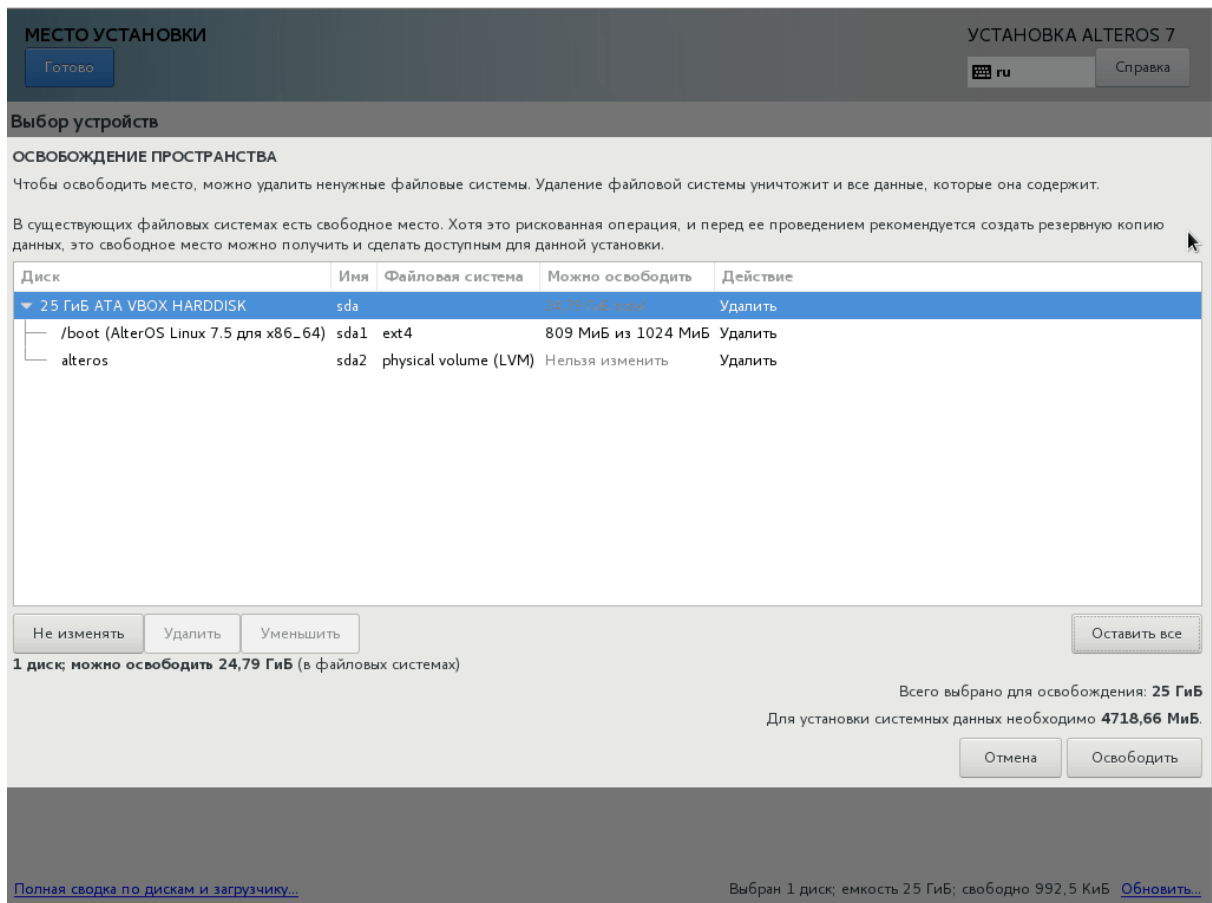 МЕСТО УСТАНОВКИ
УСТАНОВКА ALTEROS 7
Готово
ru
Справка
Выбор устройств
ОСВОБОЖДЕНИЕ ПРОСТРАНСТВА
Чтобы освободить место, можно удалить ненужные файловые системы. Удаление файловой системы уничтожит и все данные, которые она содержит.
В существующих файловых системах есть свободное место. Хотя это рискованная операция, и перед ее проведением рекомендуется создать резервную копию
данных, это свободное место можно получить и сделать доступным для данной установки.
Диск Имя Файловая система Можно освободить Действие
25 ГиБ ATA VBOX HARDDISK sda Удалить
/boot (AlterOS Linux 7.5 для x86_64) sda1 ext4 809 МиБ из 1024 МиБ Удалить
alteros sda2 physical volume (LVM) Нельзя изменить Удалить
Не изменять Удалить Уменьшить Оставить все
1 диск; можно освободить 24,79 ГиБ (в файловых системах)
Всего выбрано для освобождения: 25 ГиБ
Для установки системных данных необходимо 4718,66 МиБ.
Отмена Освободить
Полная сводка по дискам и загрузчику... Выбран 1 диск; емкость 25 ГиБ; свободно 992,5 КиБ Обновить...